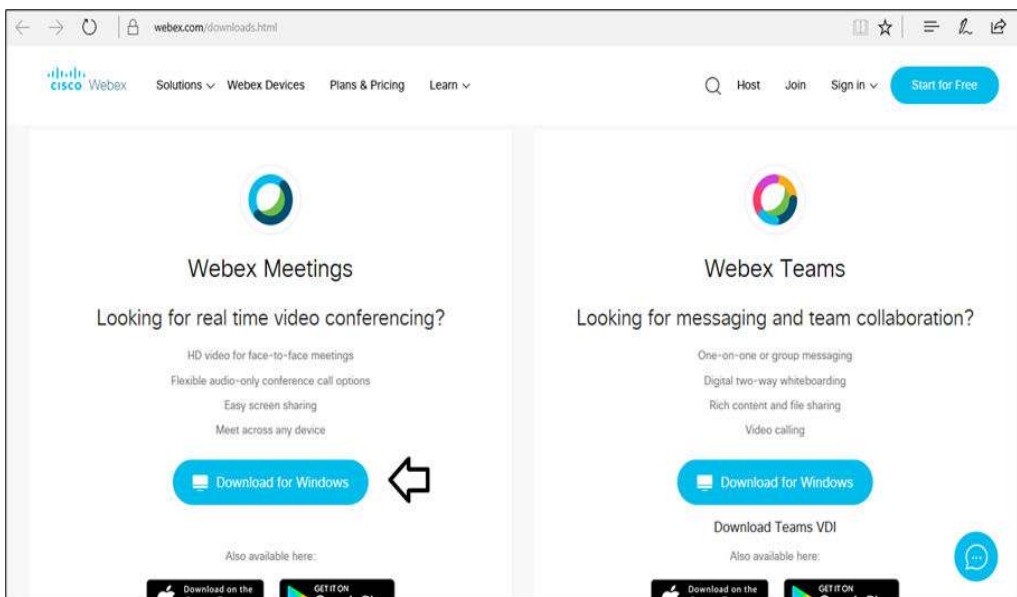 webex.com/downloads.html
cisco Webex Solutions Webex Devices Plans & Pricing Learn Host Join Sign in Start for Free
Webex Meetings
Looking for real time video conferencing?
HD video for face-to-face meetings
Flexible audio-only conference call options
Easy screen sharing
Meet across any device
Download for Windows
Also available here:
Download on the
GET IT ON
Webex Teams
Looking for messaging and team collaboration?
One-on-one or group messaging
Digital two-way whiteboarding
Rich content and file sharing
Video calling
Download for Windows
Download Teams VDI
Also available here:
Download on the
GET IT ON